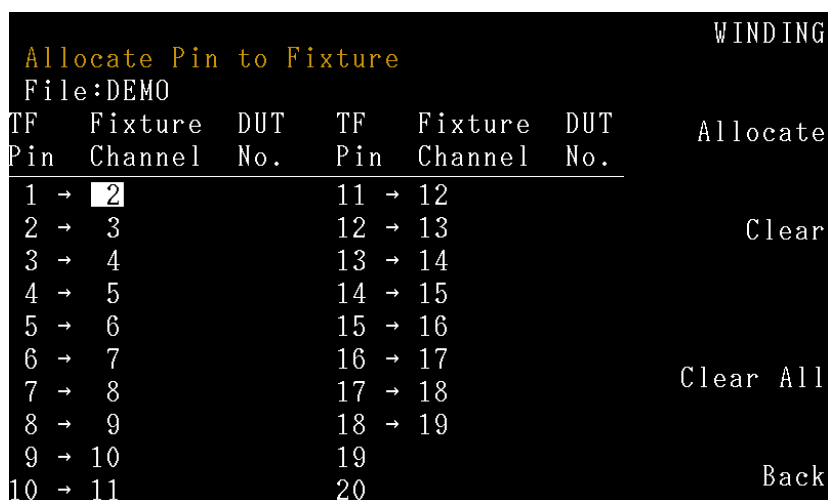 WINDING
Allocate Pin to Fixture
File:DEMO
TF Fixture DUT TF Fixture DUT
Pin Channel No. Pin Channel No.
Allocate
1 → 2 11 → 12
2 → 3 12 → 13
Clear
3 → 4 13 → 14
4 → 5 14 → 15
5 → 6 15 → 16
6 → 7 16 → 17
7 → 8 17 → 18
Clear All
8 → 9 18 → 19
9 → 10 19
10 → 11 20
Back